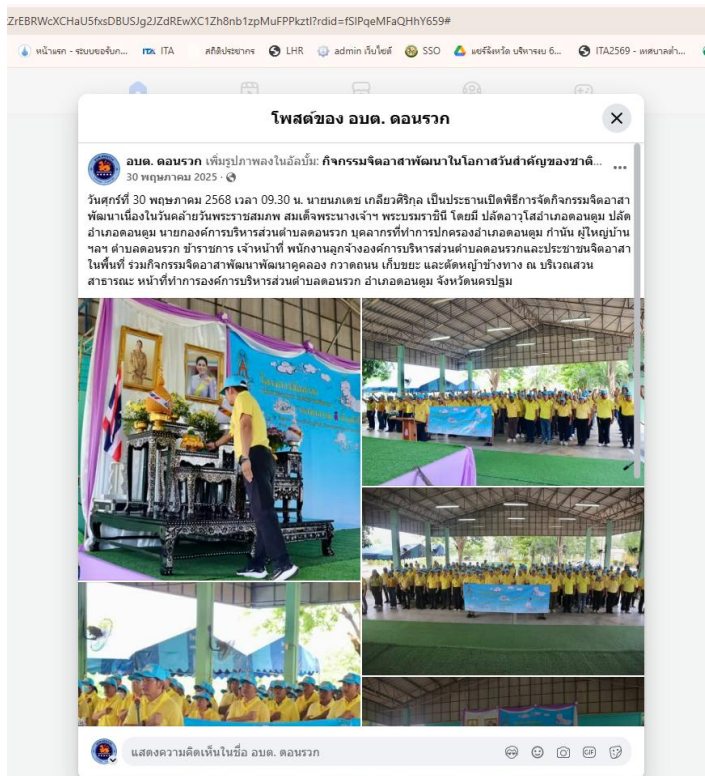 ZrEBRWcXCHaU5fxsDBUSJg2JZdREwXC1Zh8nb1zpMuFPPkztl?rdid=fSlPqeMFaQHhY659#
หน้าแรก - ระบบขอรับก... ITA ITA สถิติประชากร LHR admin เว็บไซต์ SSO แชร์จังหวัด บริหารงบ 6... ITA2569 - เทศบาลตำ...
โพสต์ของ อบต. ดอนรวก
อบต. ดอนรวก เพิ่มรูปภาพลงในอัลบั้ม: กิจกรรมจิตอาสาพัฒนาในโอกาสวันสำคัญของชาติ...
30 พฤษภาคม 2025 ·
วันศุกร์ที่ 30 พฤษภาคม 2568 เวลา 09.30 น. นายนภเดช เกลียวศิริกุล เป็นประธานเปิดพิธีการจัดกิจกรรมจิตอาสา
พัฒนาเนื่องในวันคล้ายวันพระราชสมภพ สมเด็จพระนางเจ้าฯ พระบรมราชินี โดยมี ปลัดอาวุโสอำเภอดอนตูม ปลัด
อำเภอดอนตูม นายกองค์การบริหารส่วนตำบลดอนรวก บุคลากรที่ทำการปกครองอำเภอดอนตูม กำนัน ผู้ใหญ่บ้าน
ฯลฯ ตำบลดอนรวก ข้าราชการ เจ้าหน้าที่ พนักงานลูกจ้างองค์การบริหารส่วนตำบลดอนรวกและประชาชนจิตอาสา
ในพื้นที่ ร่วมกิจกรรมจิตอาสาพัฒนาพัฒนาคูคลอง กวาดถนน เก็บขยะ และตัดหญ้าข้างทาง ณ บริเวณสวน
สาธารณะ หน้าที่ทำการองค์การบริหารส่วนตำบลดอนรวก อำเภอดอนตูม จังหวัดนครปฐม
แสดงความคิดเห็นในชื่อ อบต. ดอนรวก
GIF